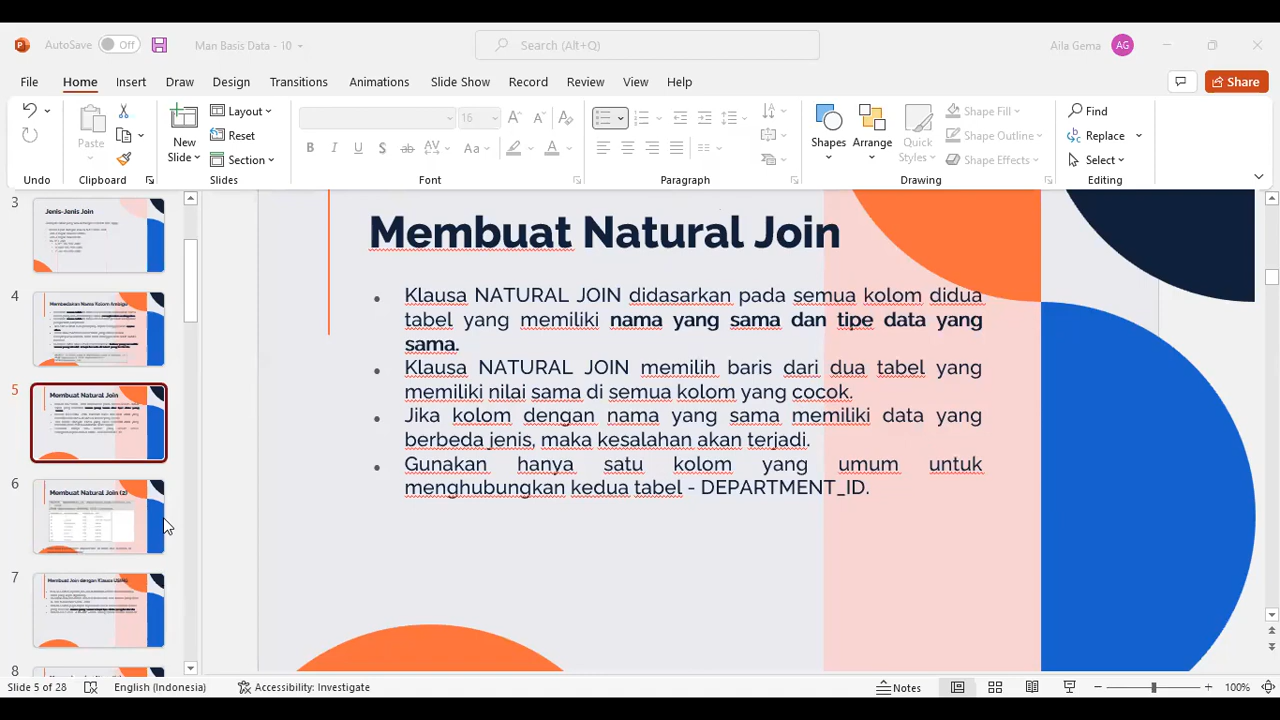 AutoSave Off Man Basis Data - 10 Search (Alt+Q) Aila Gema AG
File Home Insert Draw Design Transitions Animations Slide Show Record Review View Help Share
Paste New Slide Layout Reset Section 16 Shapes Arrange Quick Styles Shape Fill Shape Outline Shape Effects Find Replace Select
Undo Clipboard Slides Font Paragraph Drawing Editing
3
Jenis-Jenis Join
4
Membedakan Nama Kolom Ambigu
5
Membuat Natural Join
6
Membuat Natural Join (2)
7
Membuat Join dengan Klausa USING
8
Membuat Natural Join
Klausa NATURAL JOIN didasarkan pada semua kolom didua
tabel yang memiliki nama yang sama dan tipe data yang
sama.
Klausa NATURAL JOIN memilih baris dari dua tabel yang
memiliki nilai sama di semua kolom yang cocok.
Jika kolom dengan nama yang sama memiliki data yang
berbeda jenis, maka kesalahan akan terjadi.
Gunakan hanya satu kolom yang umum untuk
menghubungkan kedua tabel - DEPARTMENT_ID.
Slide 5 of 28 English (Indonesia) Accessibility: Investigate Notes 100%